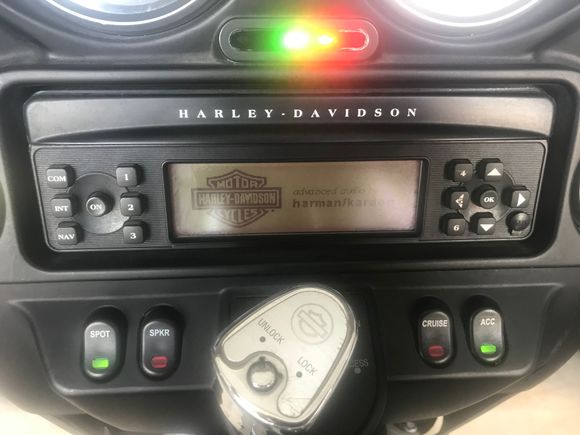 HARLEY-DAVIDSON
COM
1
4
ON
OK
INT
2
NAV
3
6
MOTOR
HARLEY-DAVIDSON
CYCLES
advanced audio by
harman/kardon
SPOT
SPKR
UNLOCK
LOCK
CRUISE
ACC